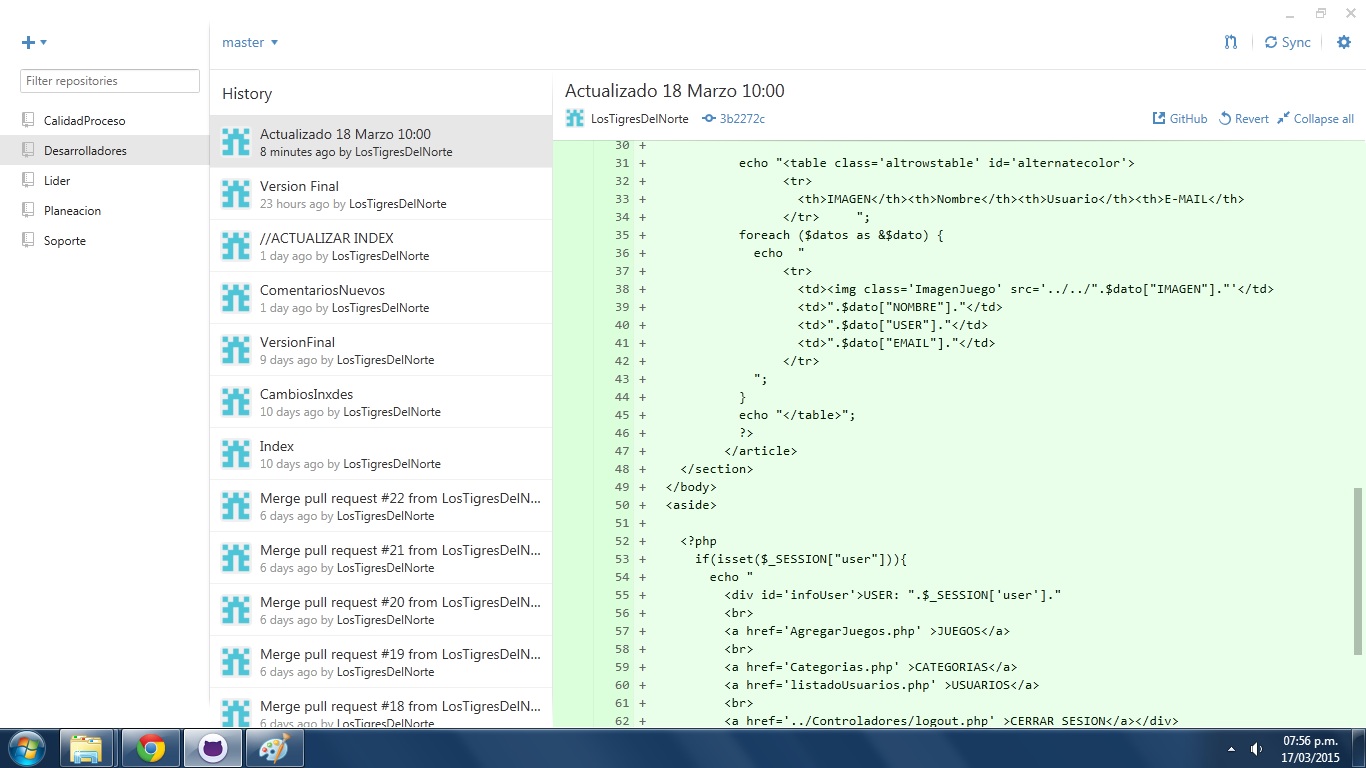 master
Sync
Filter repositories
CalidadProceso
Desarrolladores
Lider
Planeacion
Soporte
History
Actualizado 18 Marzo 10:00
8 minutes ago by LosTigresDelNorte
Version Final
23 hours ago by LosTigresDelNorte
//ACTUALIZAR INDEX
1 day ago by LosTigresDelNorte
ComentariosNuevos
1 day ago by LosTigresDelNorte
VersionFinal
9 days ago by LosTigresDelNorte
CambiosInxdes
10 days ago by LosTigresDelNorte
Index
10 days ago by LosTigresDelNorte
Merge pull request #22 from LosTigresDelN...
6 days ago by LosTigresDelNorte
Merge pull request #21 from LosTigresDelN...
6 days ago by LosTigresDelNorte
Merge pull request #20 from LosTigresDelN...
6 days ago by LosTigresDelNorte
Merge pull request #19 from LosTigresDelN...
6 days ago by LosTigresDelNorte
Merge pull request #18 from LosTigresDelN...
6 days ago by LosTigresDelNorte
Actualizado 18 Marzo 10:00
LosTigresDelNorte 3b2272c GitHub Revert Collapse all
30 +
31 + echo "<table class='altrowstable' id='alternatecolor'>
32 + <tr>
33 + <th>IMAGEN</th><th>Nombre</th><th>Usuario</th><th>E-MAIL</th>
34 + </tr> ";
35 + foreach ($datos as &$dato) {
36 + echo "
37 + <tr>
38 + <td><img class='ImagenJuego' src='../../".$dato["IMAGEN"]."'</td>
39 + <td>".$dato["NOMBRE"]."</td>
40 + <td>".$dato["USER"]."</td>
41 + <td>".$dato["EMAIL"]."</td>
42 + </tr>
43 + ";
44 + }
45 + echo "</table>";
46 + ?>
47 + </article>
48 + </section>
49 + </body>
50 + <aside>
51 +
52 + <?php
53 + if(isset($_SESSION["user"])){
54 + echo "
55 + <div id='infoUser'>USER: ".$_SESSION['user']."
56 + <br>
57 + <a href='AgregarJuegos.php' >JUEGOS</a>
58 + <br>
59 + <a href='Categorias.php' >CATEGORIAS</a>
60 + <a href='listadoUsuarios.php' >USUARIOS</a>
61 + <br>
62 + <a href='../Controladores/logout.php' >CERRAR SESION</a></div>
07:56 p.m.
17/03/2015